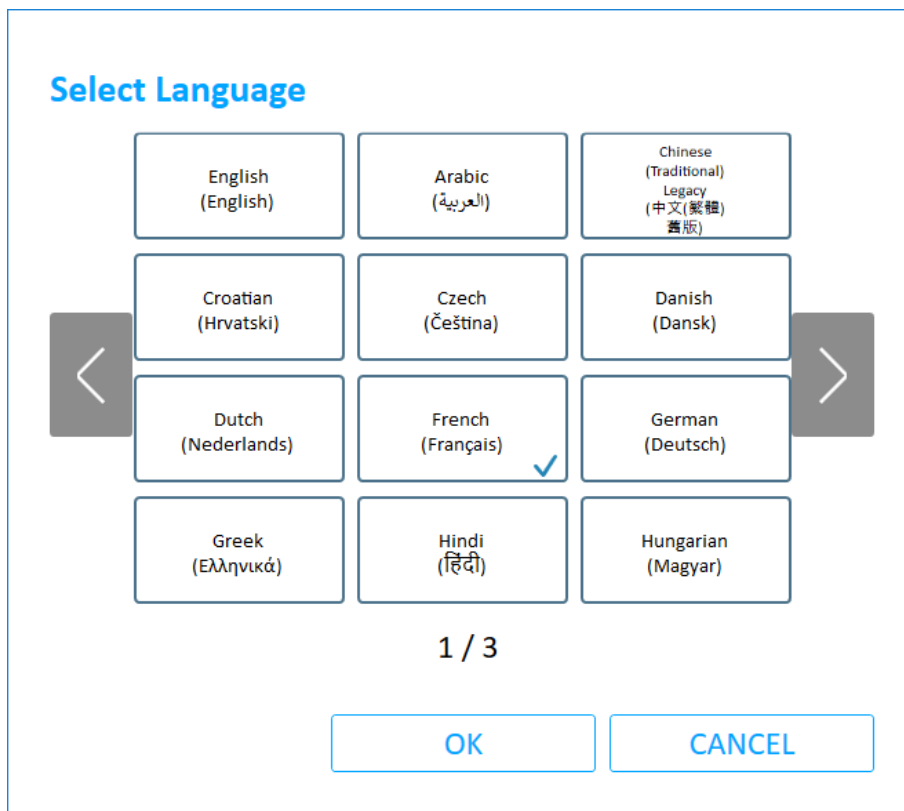 Select Language
English
(English)
Arabic
(العربية)
Chinese
(Traditional)
Legacy
(中文(繁體)
舊版)
Croatian
(Hrvatski)
Czech
(Čeština)
Danish
(Dansk)
Dutch
(Nederlands)
French
(Français)
German
(Deutsch)
Greek
(Ελληνικά)
Hindi
(हिंदी)
Hungarian
(Magyar)
1 / 3
OK
CANCEL